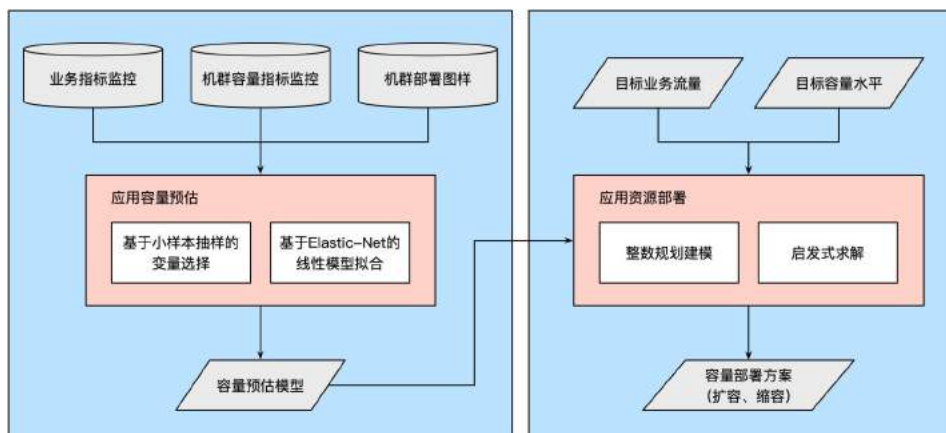 业务指标监控
机群容量指标监控
机群部署图样
应用容量预估
基于小样本抽样的
变量选择
基于Elastic-Net的
线性模型拟合
容量预估模型
目标业务流量
目标容量水平
应用资源部署
整数规划建模
启发式求解
容量部署方案
(扩容、缩容)